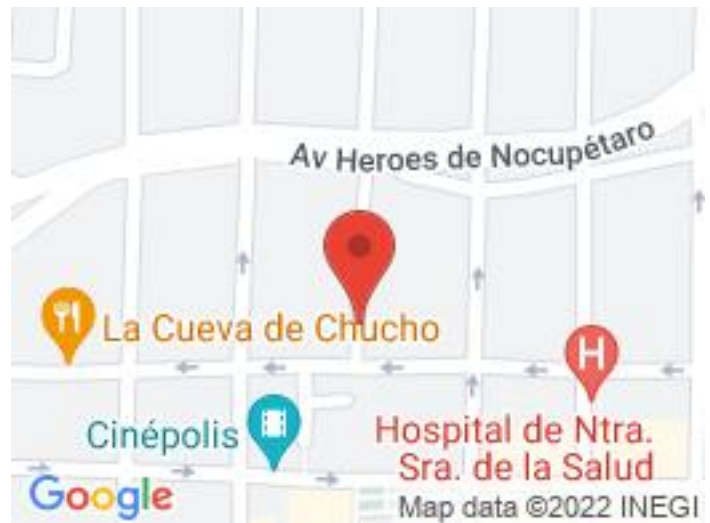 Av Heroes de Nocupétaro
La Cueva de Chucho
H
Cinépolis
Hospital de Ntra.
Sra. de la Salud
Google
Map data ©2022 INEGI